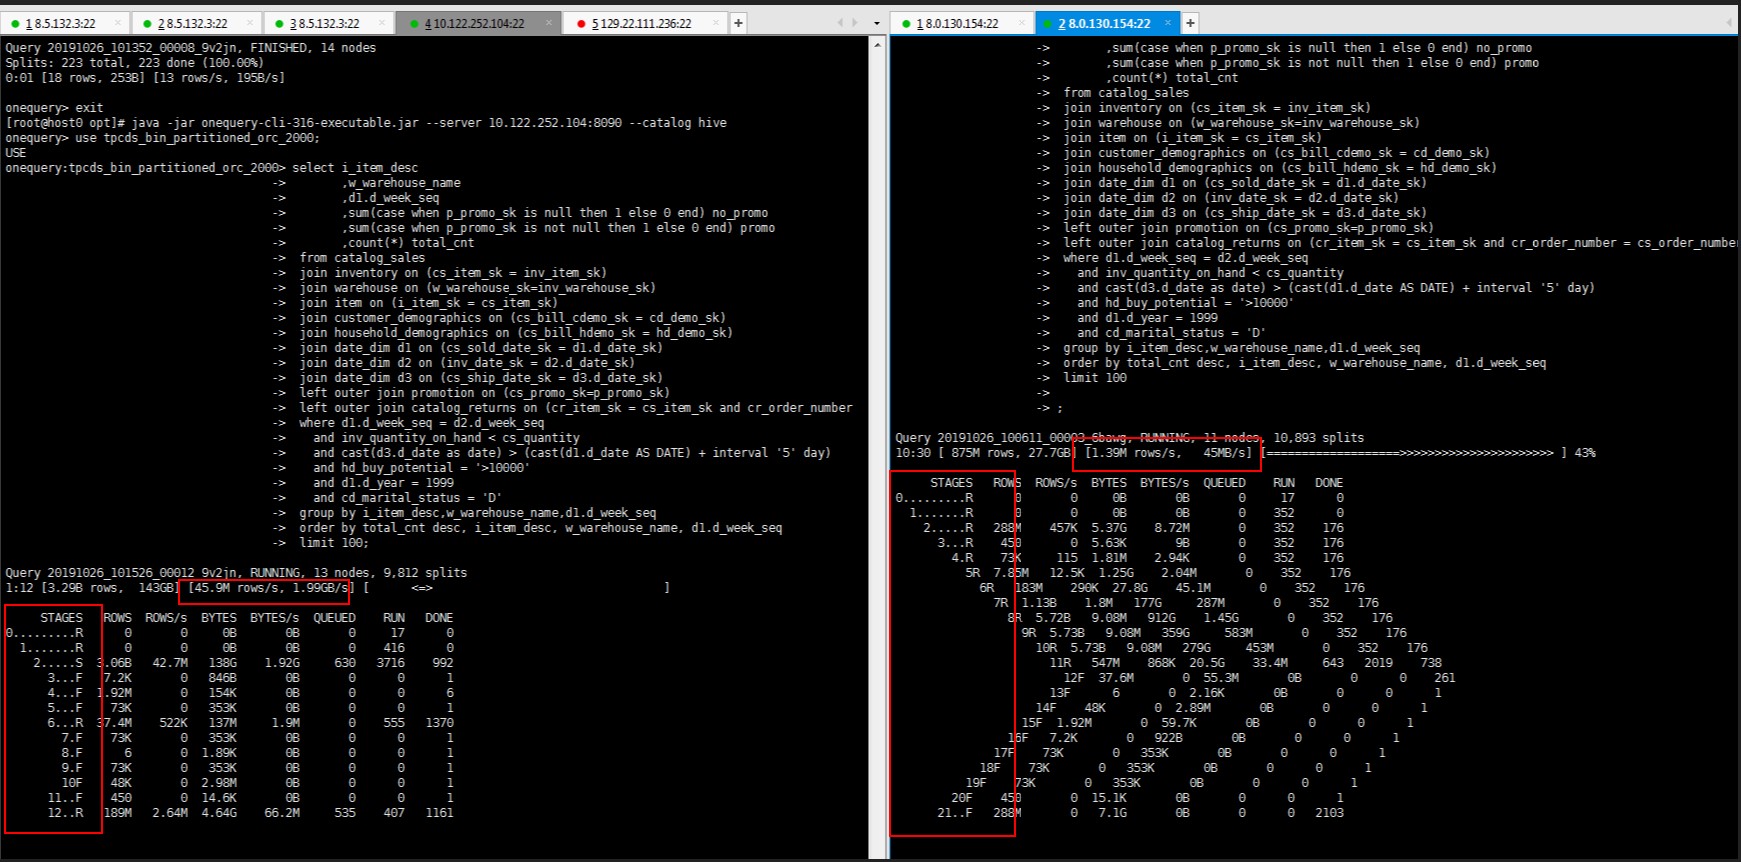 1 8.5.132.3:22 × 2 8.5.132.3:22 × 3 8.5.132.3:22 × 4 10.122.252.104:22 × 5 129.22.111.236:22 × +
Query 20191026_101352_00008_9v2jn, FINISHED, 14 nodes
Splits: 223 total, 223 done (100.00%)
0:01 [18 rows, 253B] [13 rows/s, 195B/s]
onequery> exit
[root@host0 opt]# java -jar onequery-cli-316-executable.jar --server 10.122.252.104:8090 --catalog hive
onequery> use tpcds_bin_partitioned_orc_2000;
USE
onequery:tpcds_bin_partitioned_orc_2000> select i_item_desc
-> ,w_warehouse_name
-> ,d1.d_week_seq
-> ,sum(case when p_promo_sk is null then 1 else 0 end) no_promo
-> ,sum(case when p_promo_sk is not null then 1 else 0 end) promo
-> ,count(*) total_cnt
-> from catalog_sales
-> join inventory on (cs_item_sk = inv_item_sk)
-> join warehouse on (w_warehouse_sk=inv_warehouse_sk)
-> join item on (i_item_sk = cs_item_sk)
-> join customer_demographics on (cs_bill_cdemo_sk = cd_demo_sk)
-> join household_demographics on (cs_bill_hdemo_sk = hd_demo_sk)
-> join date_dim d1 on (cs_sold_date_sk = d1.d_date_sk)
-> join date_dim d2 on (inv_date_sk = d2.d_date_sk)
-> join date_dim d3 on (cs_ship_date_sk = d3.d_date_sk)
-> left outer join promotion on (cs_promo_sk=p_promo_sk)
-> left outer join catalog_returns on (cr_item_sk = cs_item_sk and cr_order_number
-> where d1.d_week_seq = d2.d_week_seq
-> and inv_quantity_on_hand < cs_quantity
-> and cast(d3.d_date as date) > (cast(d1.d_date AS DATE) + interval '5' day)
-> and hd_buy_potential = '>10000'
-> and d1.d_year = 1999
-> and cd_marital_status = 'D'
-> group by i_item_desc,w_warehouse_name,d1.d_week_seq
-> order by total_cnt desc, i_item_desc, w_warehouse_name, d1.d_week_seq
-> limit 100;
Query 20191026_101526_00012_9v2jn, RUNNING, 13 nodes, 9,812 splits
1:12 [3.29B rows, 143GB] [45.9M rows/s, 1.99GB/s] [ <=> ]
STAGES ROWS ROWS/s BYTES BYTES/s QUEUED RUN DONE
0.........R 0 0 0B 0B 0 17 0
1.......R 0 0 0B 0B 0 416 0
2.....S 3.06B 42.7M 138G 1.92G 630 3716 992
3...F 7.2K 0 846B 0B 0 0 1
4...F 1.92M 0 154K 0B 0 0 6
5...F 73K 0 353K 0B 0 0 1
6...R 37.4M 522K 137M 1.9M 0 555 1370
7.F 73K 0 353K 0B 0 0 1
8.F 6 0 1.89K 0B 0 0 1
9.F 73K 0 353K 0B 0 0 1
10F 48K 0 2.98M 0B 0 0 1
11..F 450 0 14.6K 0B 0 0 1
12..R 189M 2.64M 4.64G 66.2M 535 407 1161
1 8.0.130.154:22 × 2 8.0.130.154:22 × +
-> ,sum(case when p_promo_sk is null then 1 else 0 end) no_promo
-> ,sum(case when p_promo_sk is not null then 1 else 0 end) promo
-> ,count(*) total_cnt
-> from catalog_sales
-> join inventory on (cs_item_sk = inv_item_sk)
-> join warehouse on (w_warehouse_sk=inv_warehouse_sk)
-> join item on (i_item_sk = cs_item_sk)
-> join customer_demographics on (cs_bill_cdemo_sk = cd_demo_sk)
-> join household_demographics on (cs_bill_hdemo_sk = hd_demo_sk)
-> join date_dim d1 on (cs_sold_date_sk = d1.d_date_sk)
-> join date_dim d2 on (inv_date_sk = d2.d_date_sk)
-> join date_dim d3 on (cs_ship_date_sk = d3.d_date_sk)
-> left outer join promotion on (cs_promo_sk=p_promo_sk)
-> left outer join catalog_returns on (cr_item_sk = cs_item_sk and cr_order_number = cs_order_numbe
-> where d1.d_week_seq = d2.d_week_seq
-> and inv_quantity_on_hand < cs_quantity
-> and cast(d3.d_date as date) > (cast(d1.d_date AS DATE) + interval '5' day)
-> and hd_buy_potential = '>10000'
-> and d1.d_year = 1999
-> and cd_marital_status = 'D'
-> group by i_item_desc,w_warehouse_name,d1.d_week_seq
-> order by total_cnt desc, i_item_desc, w_warehouse_name, d1.d_week_seq
-> limit 100
->
-> ;
Query 20191026_100611_00003_6bawg, RUNNING, 11 nodes, 10,893 splits
10:30 [ 875M rows, 27.7GB] [1.39M rows/s, 45MB/s] [===================>>>>>>>>>>>>>>>>>>>>>> ] 43%
STAGES ROWS ROWS/s BYTES BYTES/s QUEUED RUN DONE
0.........R 0 0 0B 0B 0 17 0
1.......R 0 0 0B 0B 0 352 0
2.....R 288M 457K 5.37G 8.72M 0 352 176
3...R 450 0 5.63K 9B 0 352 176
4.R 73K 115 1.81M 2.94K 0 352 176
5R 7.85M 12.5K 1.25G 2.04M 0 352 176
6R 183M 290K 27.8G 45.1M 0 352 176
7R 1.13B 1.8M 177G 287M 0 352 176
8R 5.72B 9.08M 912G 1.45G 0 352 176
9R 5.73B 9.08M 359G 583M 0 352 176
10R 5.73B 9.08M 279G 453M 0 352 176
11R 547M 868K 20.5G 33.4M 643 2019 738
12F 37.6M 0 55.3M 0B 0 0 261
13F 6 0 2.16K 0B 0 0 1
14F 48K 0 2.89M 0B 0 0 1
15F 1.92M 0 59.7K 0B 0 0 1
16F 7.2K 0 922B 0B 0 0 1
17F 73K 0 353K 0B 0 0 1
18F 73K 0 353K 0B 0 0 1
19F 73K 0 353K 0B 0 0 1
20F 450 0 15.1K 0B 0 0 1
21..F 288M 0 7.1G 0B 0 0 2103